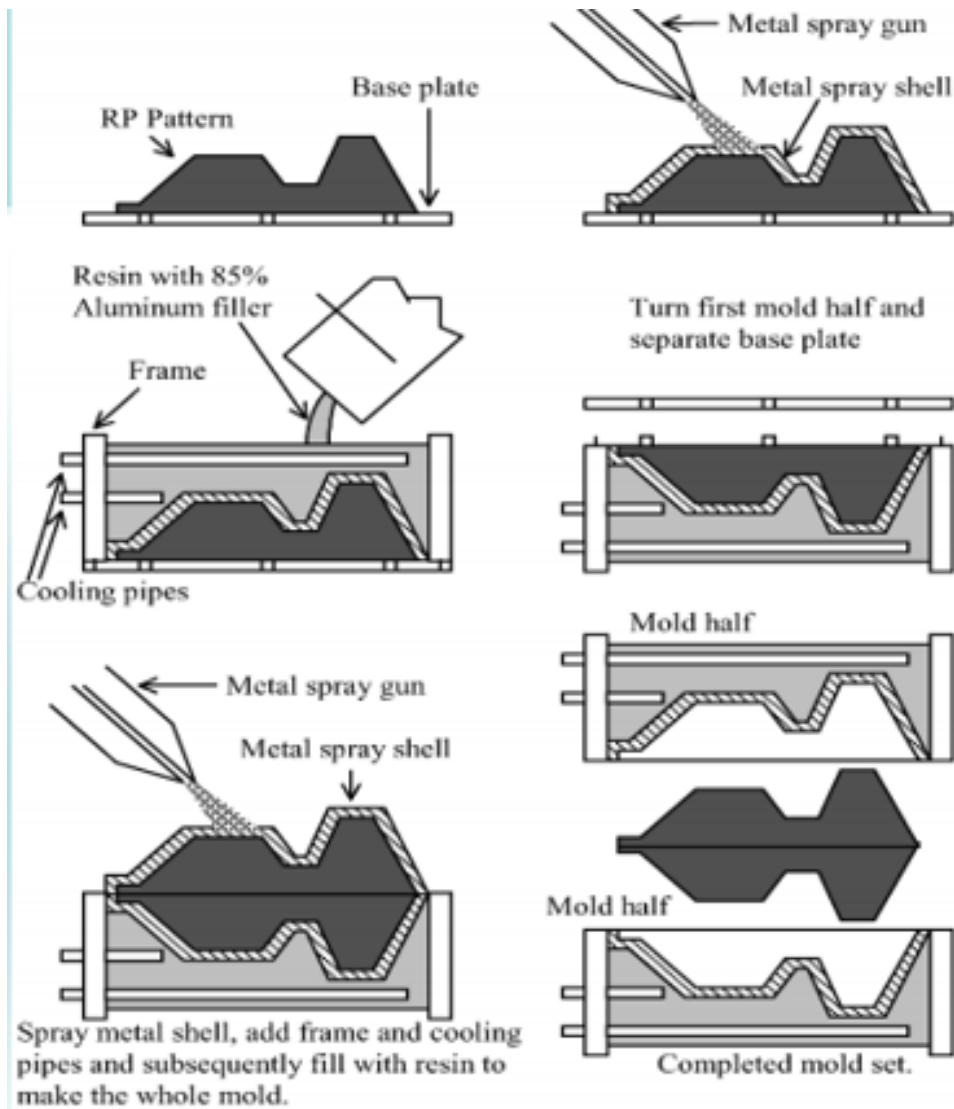 RP Pattern
Base plate
Metal spray gun
Metal spray shell
Resin with 85%
Aluminum filler
Frame
Cooling pipes
Turn first mold half and
separate base plate
Metal spray gun
Metal spray shell
Spray metal shell, add frame and cooling
pipes and subsequently fill with resin to
make the whole mold.
Mold half
Mold half
Completed mold set.